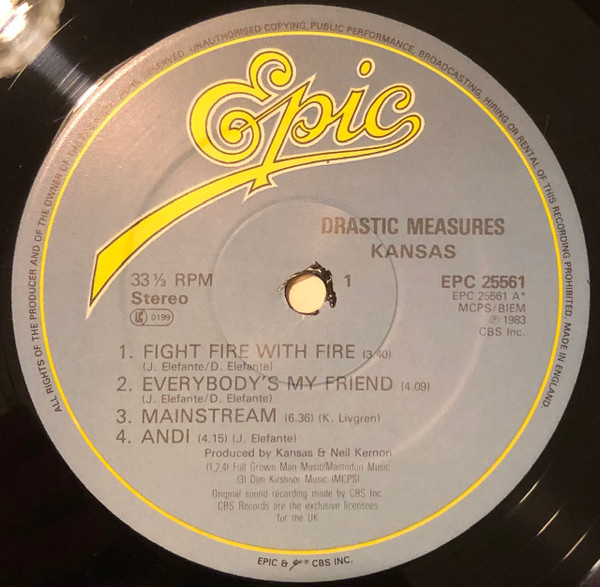 ALL RIGHTS OF THE PRODUCER AND OF THE OWNER OF THE RESERVED. UNAUTHORISED COPYING, PUBLIC PERFORMANCE, BROADCASTING, HIRING OR RENTAL OF THIS RECORDING PROHIBITED. MADE IN ENGLAND.
Epic
DRASTIC MEASURES
KANSAS
33 1/3 RPM
Stereo
LC 0199
1
EPC 25561
EPC 25561 A*
MCPS/BIEM
℗ 1983
CBS Inc.
1. FIGHT FIRE WITH FIRE (3.40)
(J. Elefante/D. Elefante)
2. EVERYBODY'S MY FRIEND (4.09)
(J. Elefante/D. Elefante)
3. MAINSTREAM (6.36) (K. Livgren)
4. ANDI (4.15) (J. Elefante)
Produced by Kansas & Neil Kernon
(1,2,4) Full Grown Man Music/Mastodon Music
(3) Don Kirshner Music (MCPS)
Original sound recording made by CBS Inc
CBS Records are the exclusive licensees
for the UK
EPIC & CBS INC.